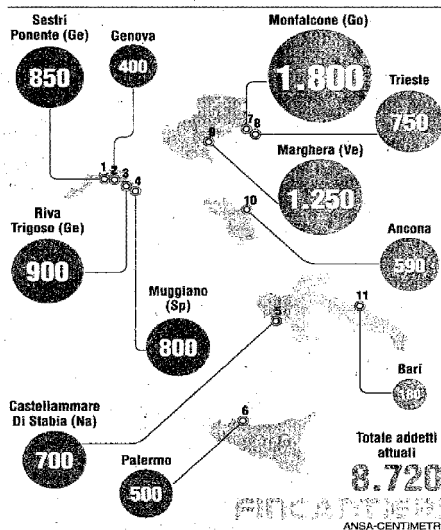 Sestri
Ponente (Ge)
850
Genova
400
Monfalcone (Go)
1.800
Trieste
750
Marghera (Ve)
1.250
1
2
3
4
7
8
9
10
Riva
Trigoso (Ge)
900
Muggiano
(Sp)
800
Ancona
590
5
11
Bari
180
Castellammare
Di Stabia (Na)
700
6
Palermo
500
Totale addetti
attuali
8.720
FINCANTIERI
ANSA-CENTIMETRI